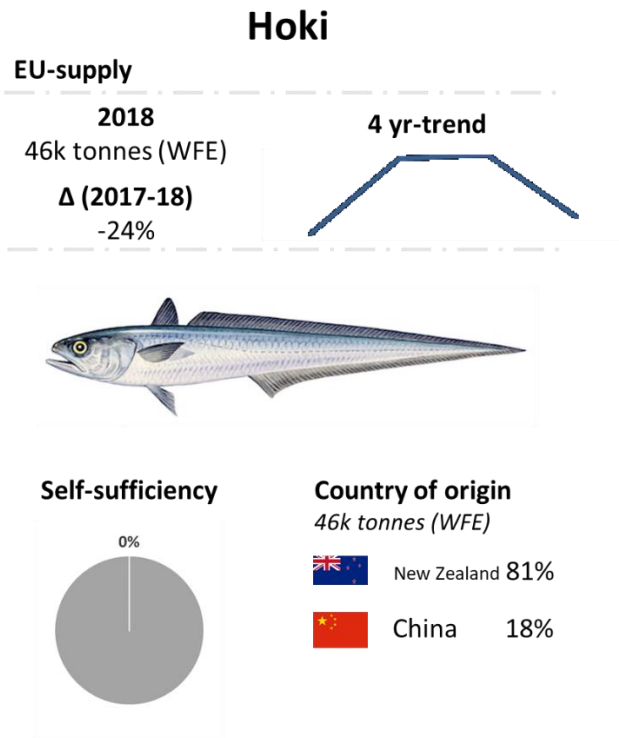 Hoki
EU-supply
2018
46k tonnes (WFE)
Δ (2017-18)
-24%
4 yr-trend
Self-sufficiency
0%
Country of origin
46k tonnes (WFE)
New Zealand 81%
China 18%